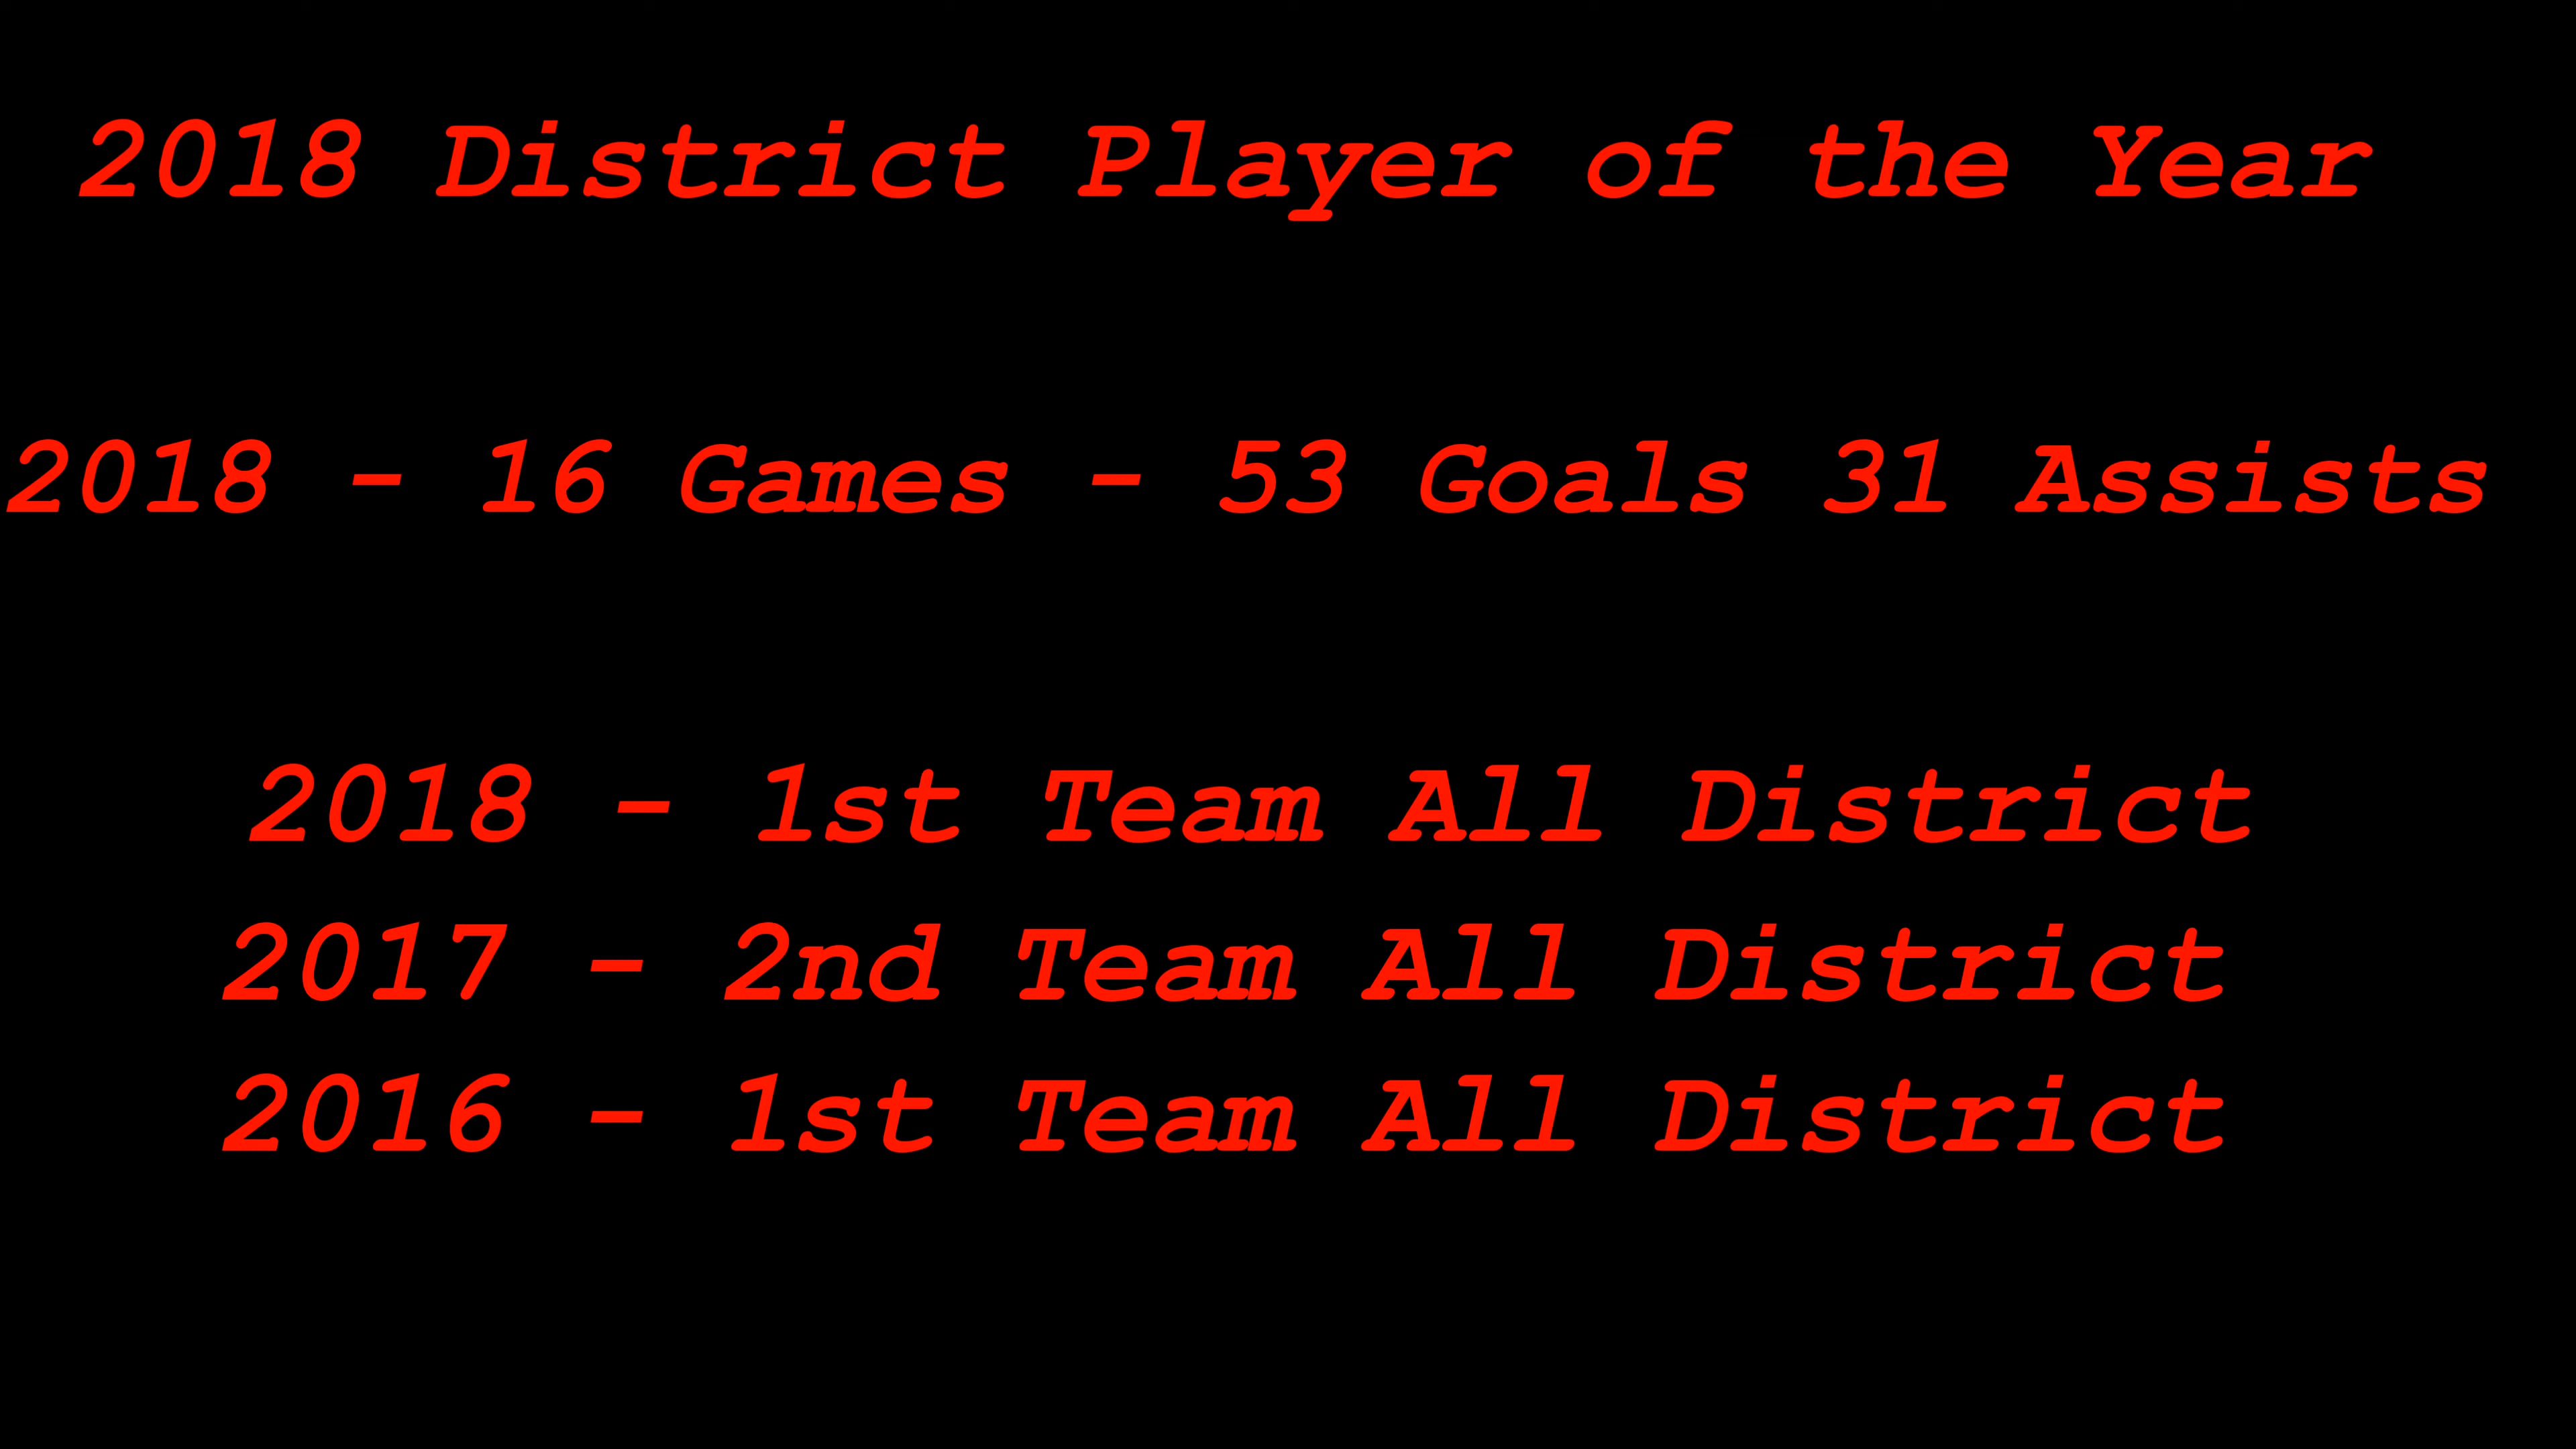 2018 District Player of the Year
2018 - 16 Games - 53 Goals 31 Assists
2018 - 1st Team All District
2017 - 2nd Team All District
2016 - 1st Team All District